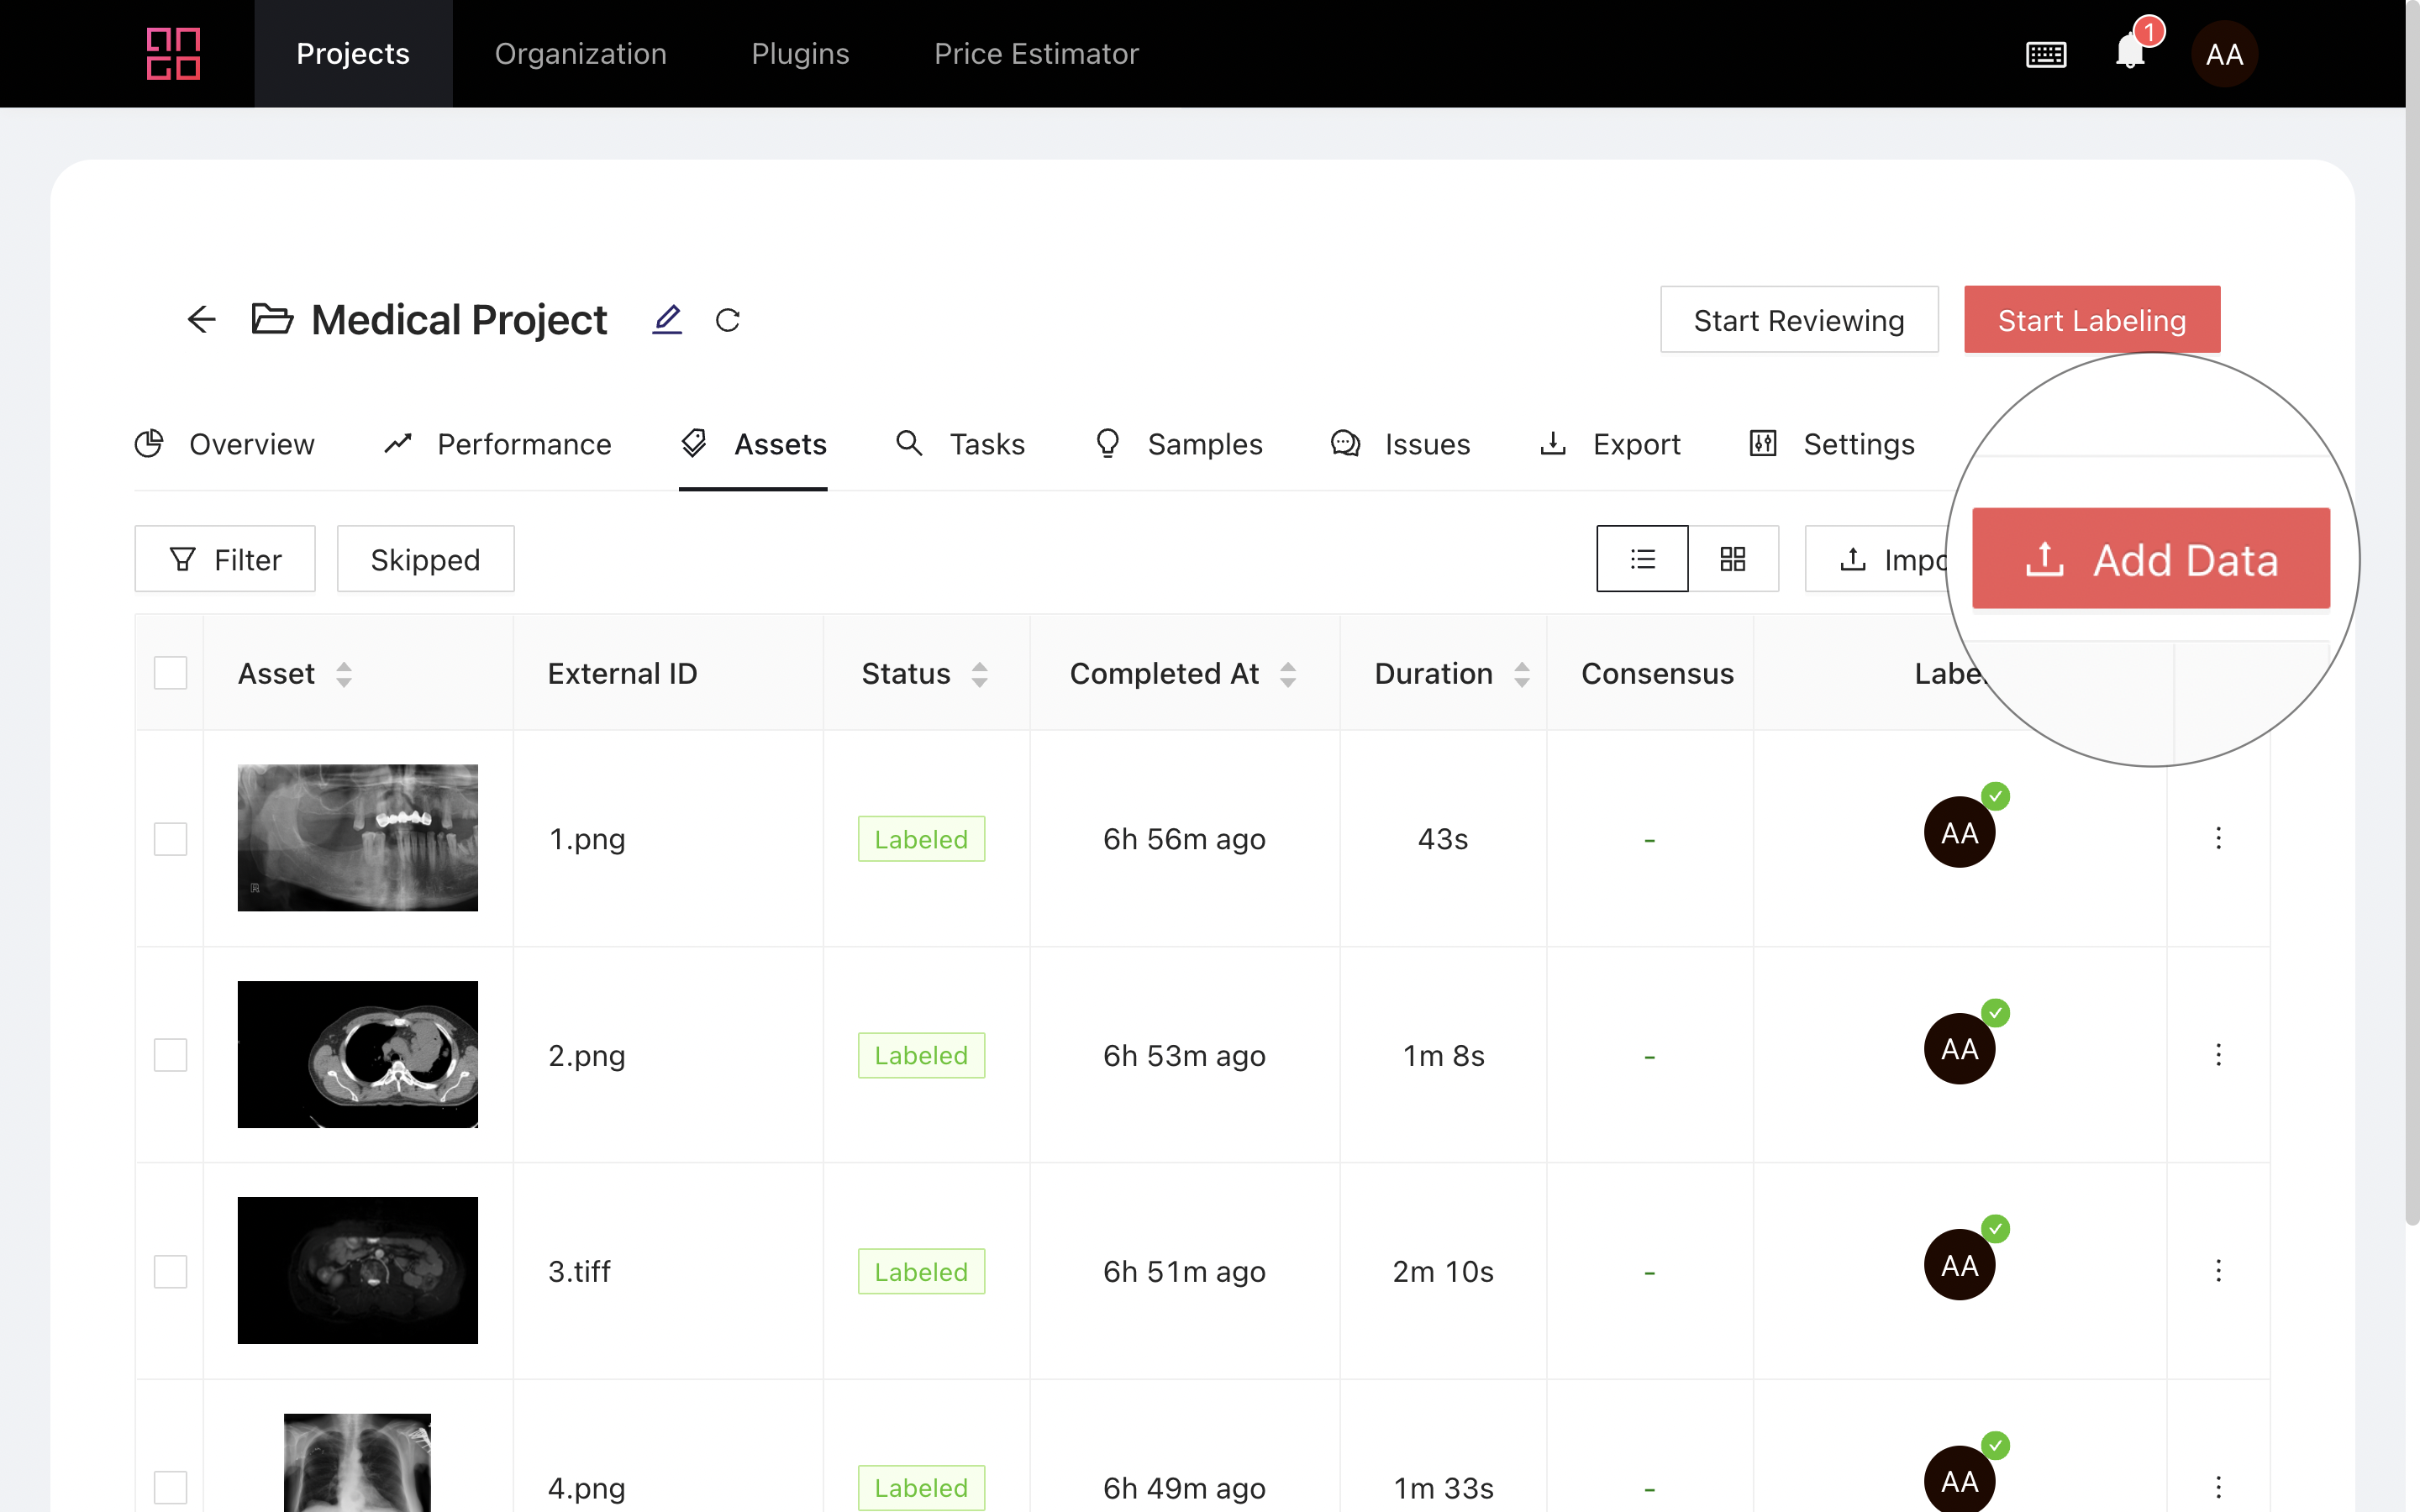 Projects Organization Plugins Price Estimator 1 AA
Medical Project Start Reviewing Start Labeling
Overview Performance Assets Tasks Samples Issues Export Settings
Filter Skipped Impo Add Data
Asset External ID Status Completed At Duration Consensus Labe
1.png Labeled 6h 56m ago 43s - AA
2.png Labeled 6h 53m ago 1m 8s - AA
3.tiff Labeled 6h 51m ago 2m 10s - AA
4.png Labeled 6h 49m ago 1m 33s - AA